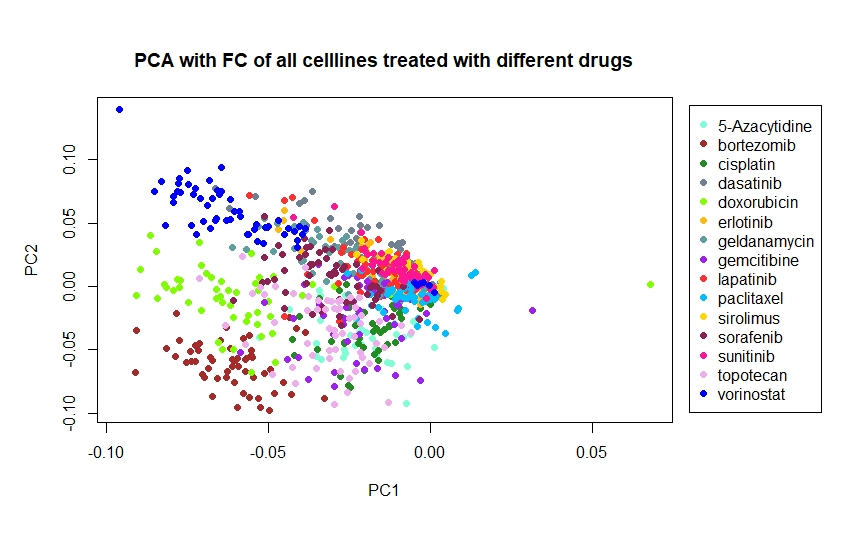 PCA with FC of all celllines treated with different drugs
PC2
0.10
0.05
0.00
-0.05
-0.10
-0.10
-0.05
0.00
0.05
PC1
5-Azacytidine
bortezomib
cisplatin
dasatinib
doxorubicin
erlotinib
geldanamycin
gemcitibine
lapatinib
paclitaxel
sirolimus
sorafenib
sunitinib
topotecan
vorinostat